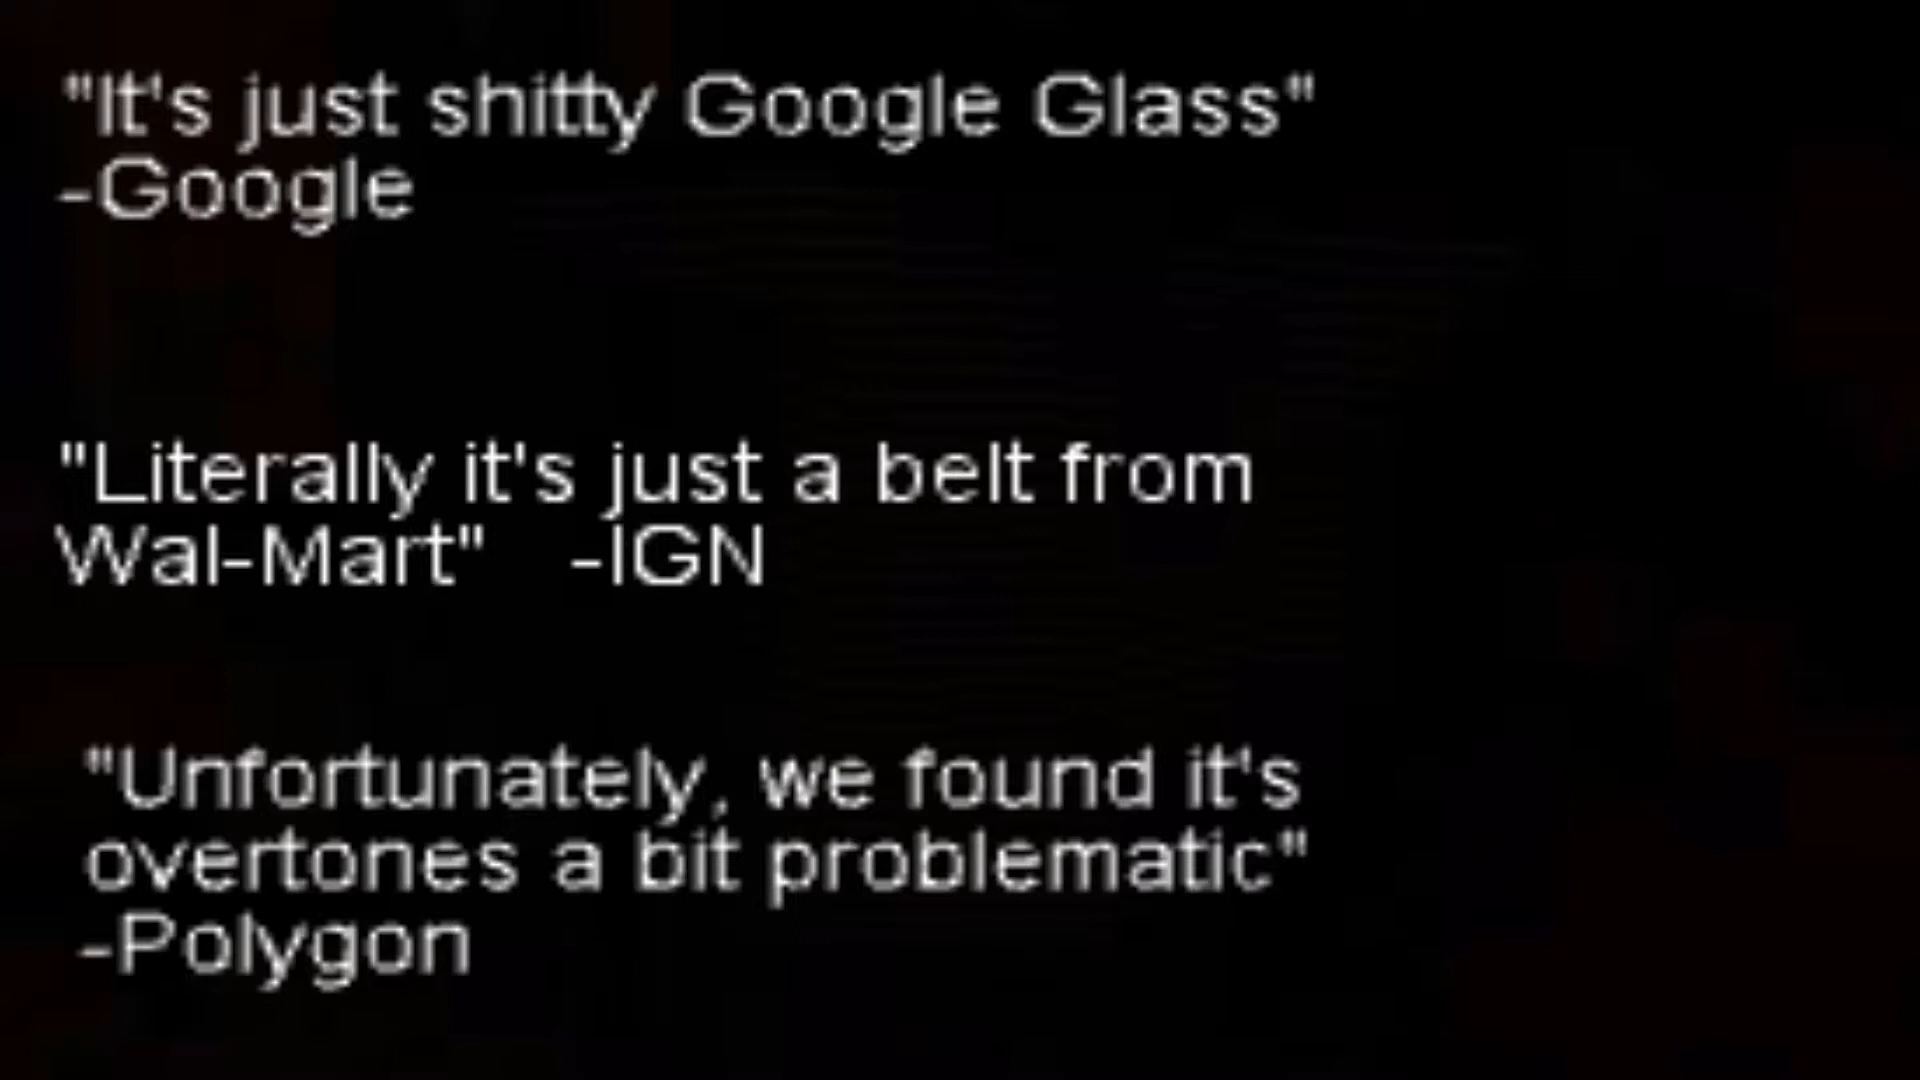 "It's just shitty Google Glass"
-Google
"Literally it's just a belt from
Wal-Mart" -IGN
"Unfortunately, we found it's
overtones a bit problematic"
-Polygon